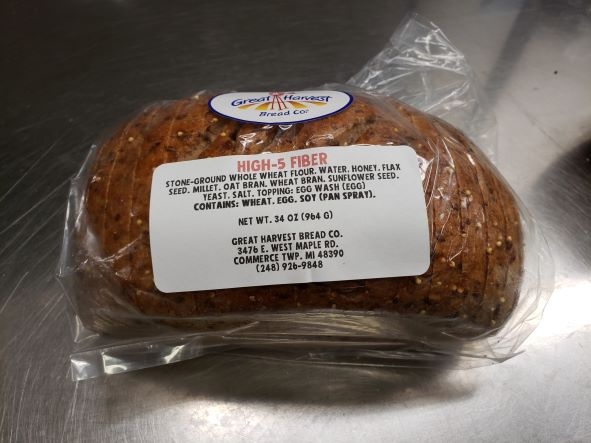 Great Harvest
Bread Co.
HIGH-5 FIBER
STONE-GROUND WHOLE WHEAT FLOUR, WATER, HONEY, FLAX
SEED, MILLET, OAT BRAN, WHEAT BRAN, SUNFLOWER SEED,
YEAST, SALT, TOPPING: EGG WASH (EGG)
CONTAINS: WHEAT, EGG, SOY (PAN SPRAY).
NET WT. 34 OZ (964 G)
GREAT HARVEST BREAD CO.
3476 E. WEST MAPLE RD.
COMMERCE TWP. MI 48390
(248) 926-9848